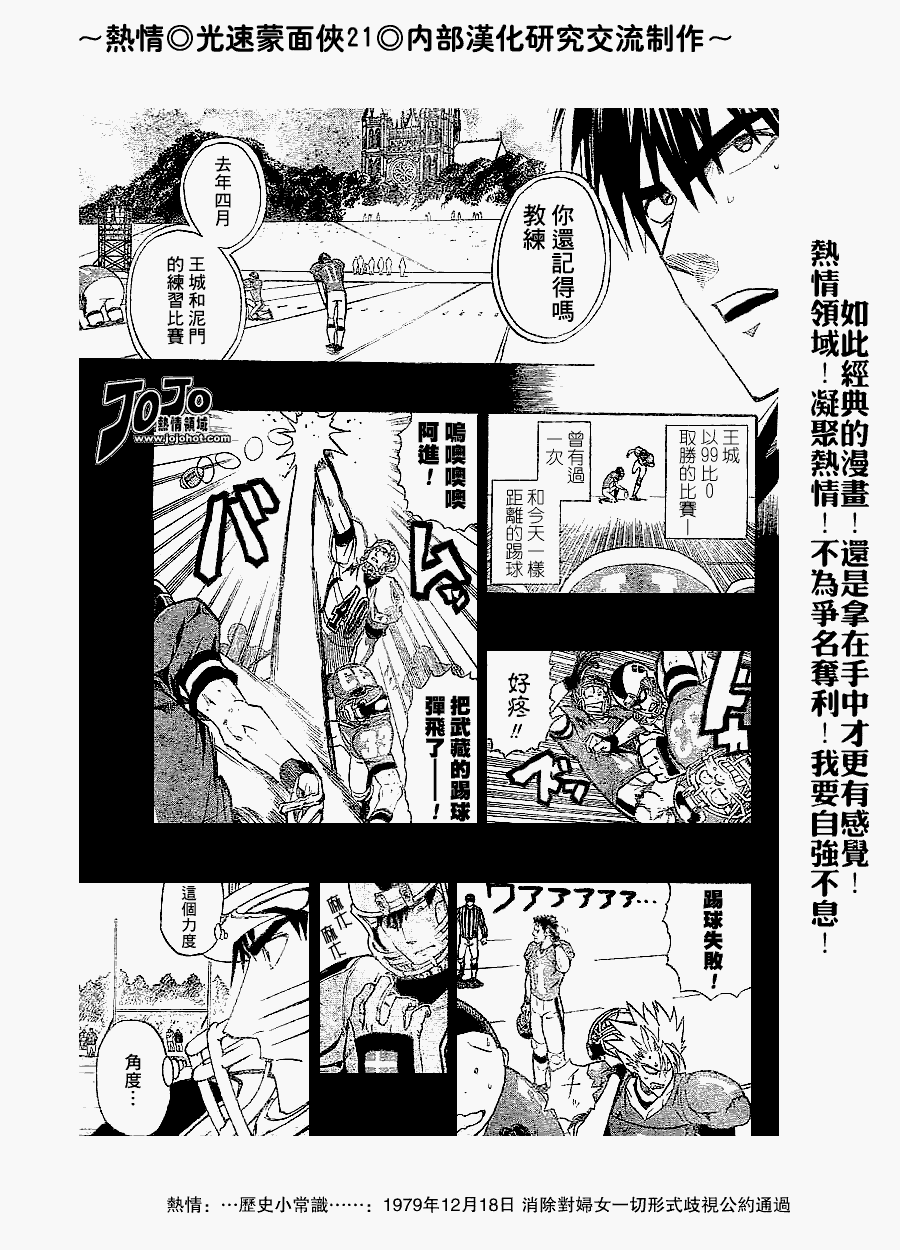 ～熱情◎光速蒙面俠21◎内部漢化研究交流制作～
你還記得嗎
教練
去年四月
王城和泥門
的練習比賽
JOJO
熱情領域
www.jojohot.com
王城
以99比0
取勝的比賽—
曾有過
一次
和今天一樣
距離的踢球
嗚噢噢噢
阿進！
バッ
把武藏的踢球
彈飛了——！
好疼!!
ワアアアアァァ…
踢球失敗！
麻兀
麻兀
這個力度
角度…
如此經典的漫畫！還是拿在手中才更有感覺！
熱情領域！凝聚熱情！不為爭名奪利！我要自強不息！
熱情：…歷史小常識……：1979年12月18日 消除對婦女一切形式歧視公約通過